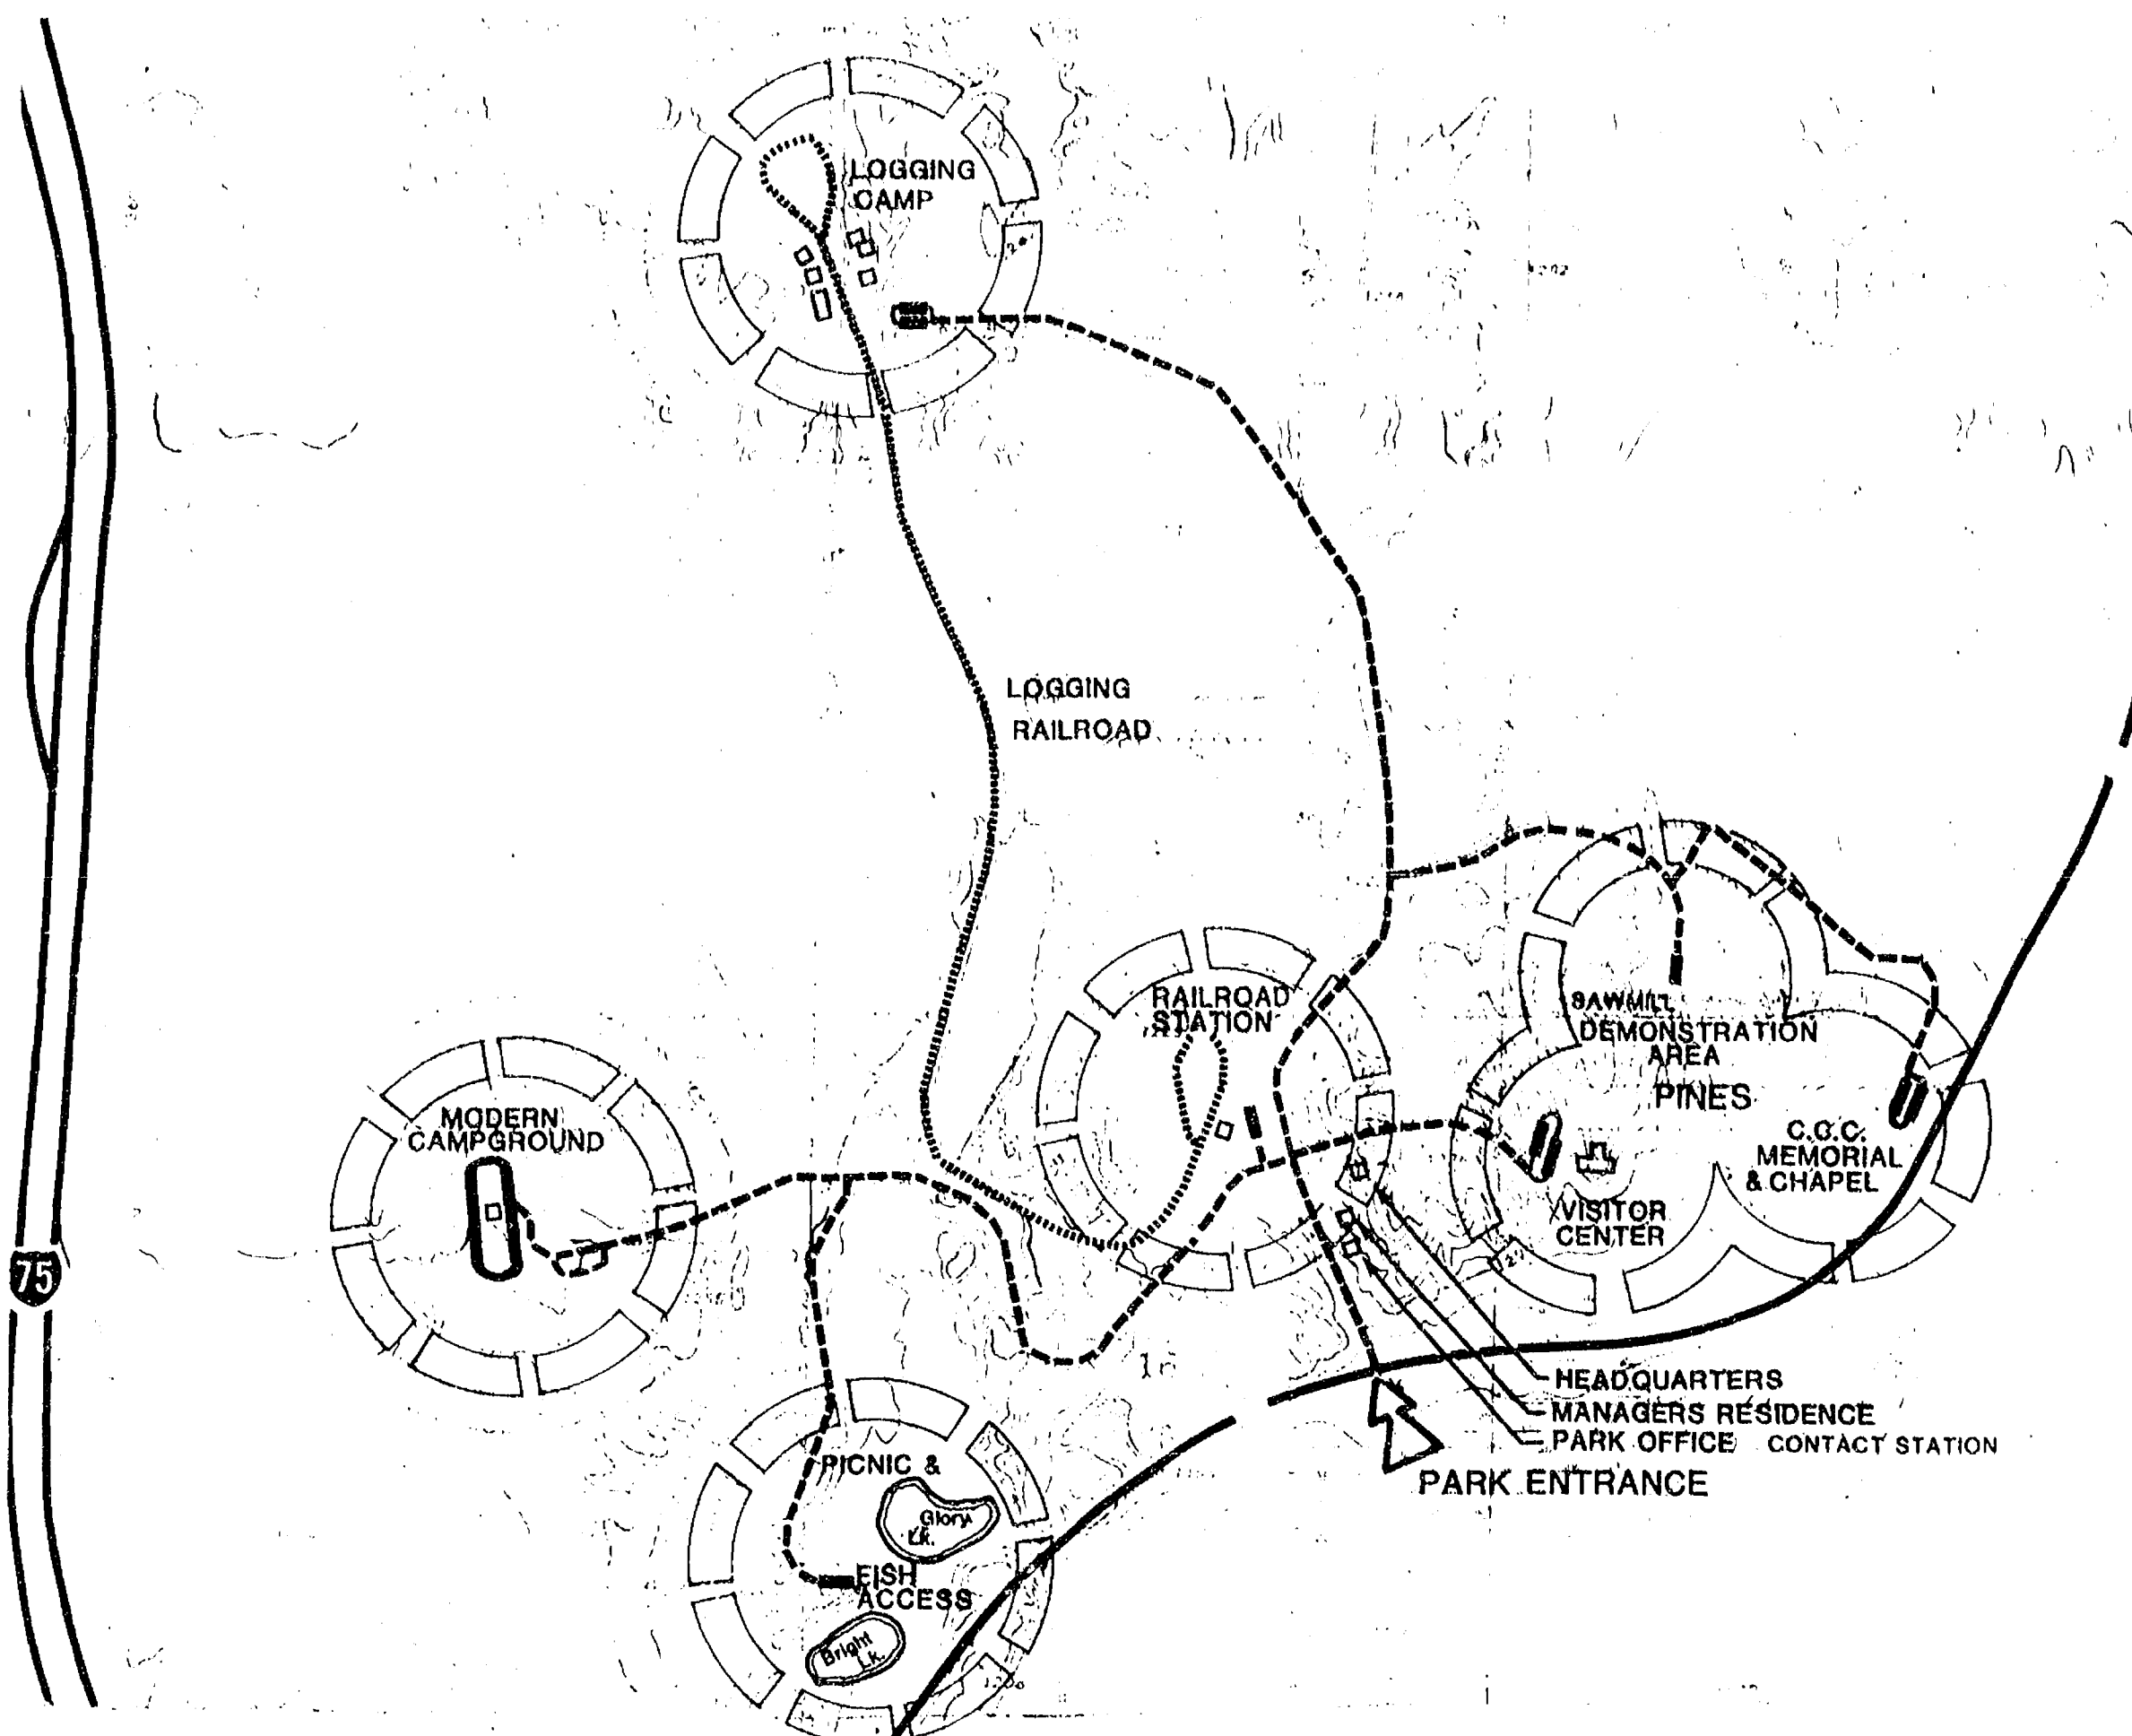 LOGGING
CAMP
LOGGING
RAILROAD
RAILROAD
STATION
SAWMILL
DEMONSTRATION
AREA
PINES
C.C.C.
MEMORIAL
& CHAPEL
VISITOR
CENTER
MODERN
CAMPGROUND
75
HEADQUARTERS
MANAGERS RESIDENCE
PARK OFFICE CONTACT STATION
PARK ENTRANCE
16
PICNIC &
Glory
Lk.
FISH
ACCESS
Bright
Lk.